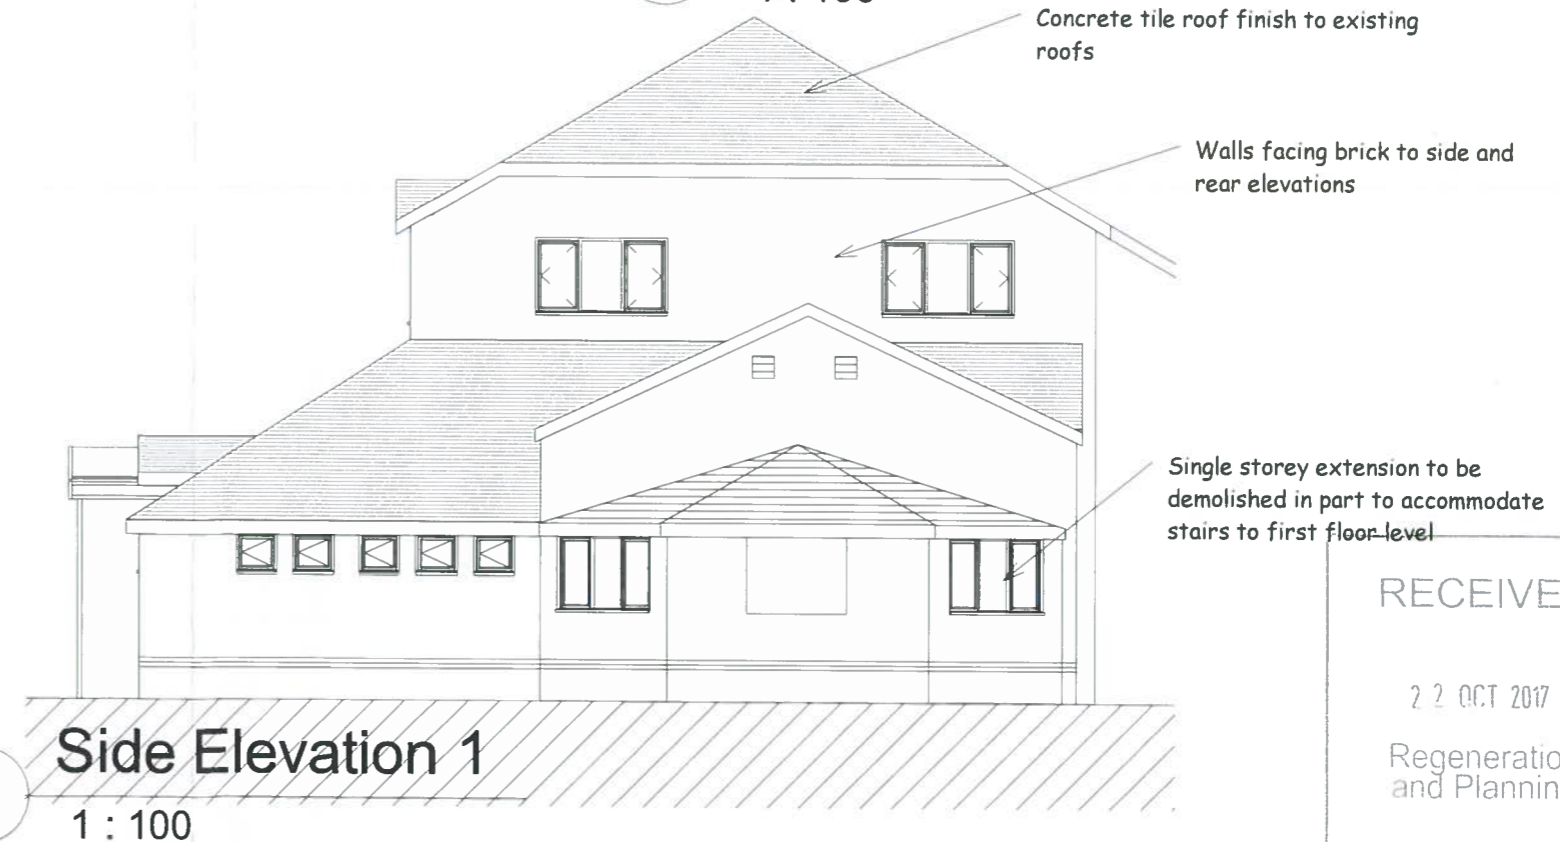 Concrete tile roof finish to existing
roofs
Walls facing brick to side and
rear elevations
Single storey extension to be
demolished in part to accommodate
stairs to first floor level
RECEIVE
22 OCT 2017
Regeneratio
and Plannin
Side Elevation 1
1 : 100